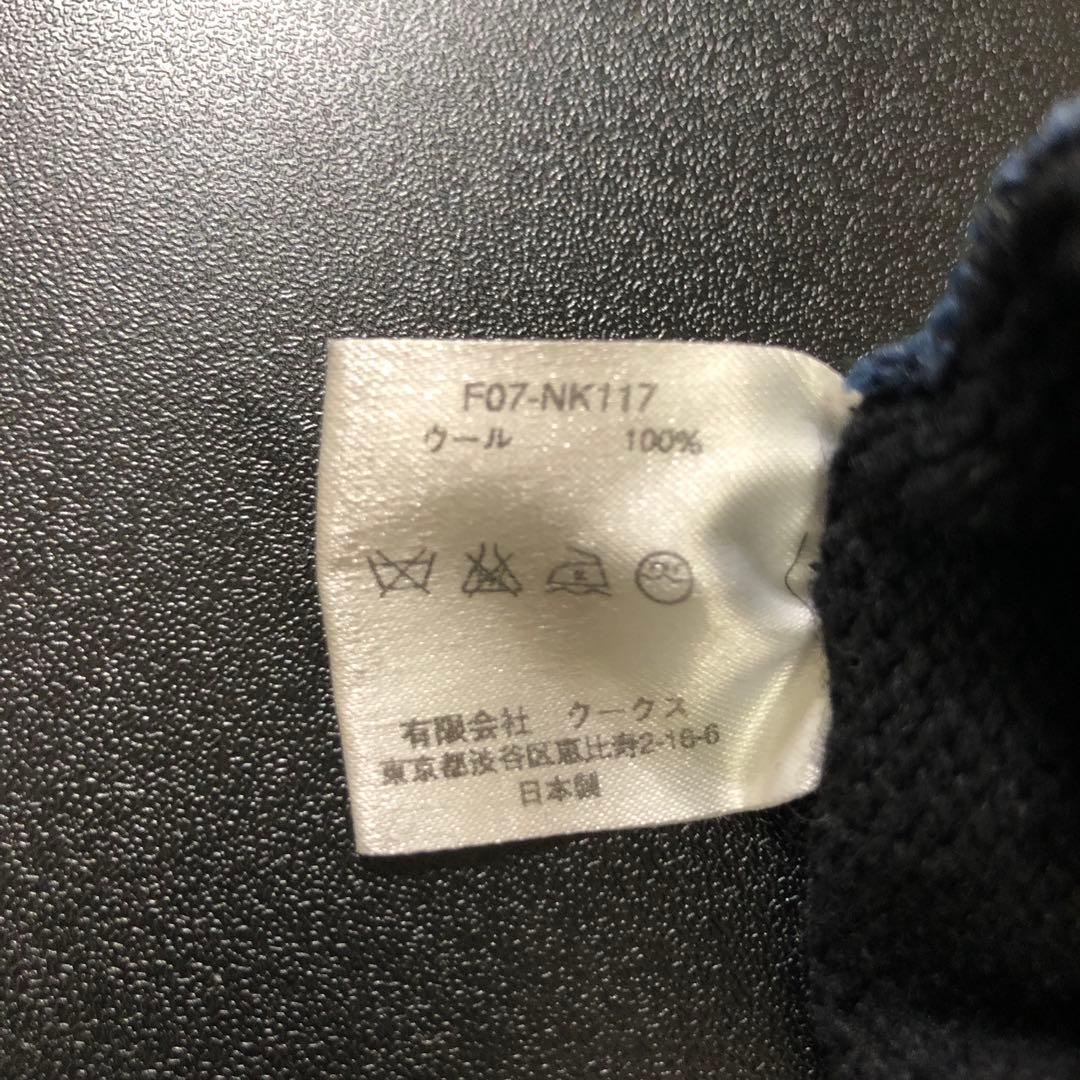 F07-NK117
ウール 100%
有限会社 クークス
東京都渋谷区恵比寿2-16-6
日本製